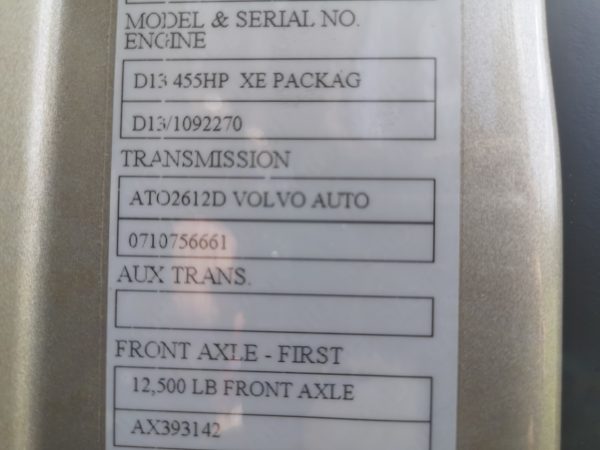 MODEL & SERIAL NO.
ENGINE
D13 455HP XE PACKAG
D13/1092270
TRANSMISSION
ATO2612D VOLVO AUTO
0710756661
AUX TRANS.
FRONT AXLE - FIRST
12,500 LB FRONT AXLE
AX393142